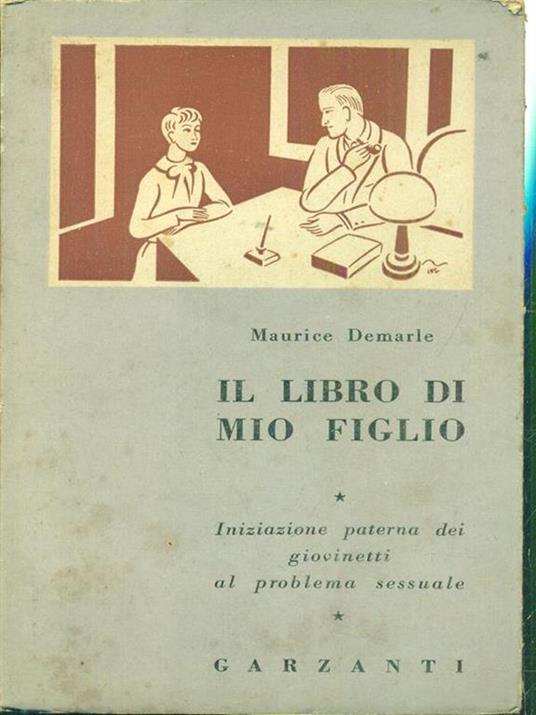 Maurice Demarle
IL LIBRO DI
MIO FIGLIO
Iniziazione paterna dei
giovinetti
al problema sessuale
GARZANTI